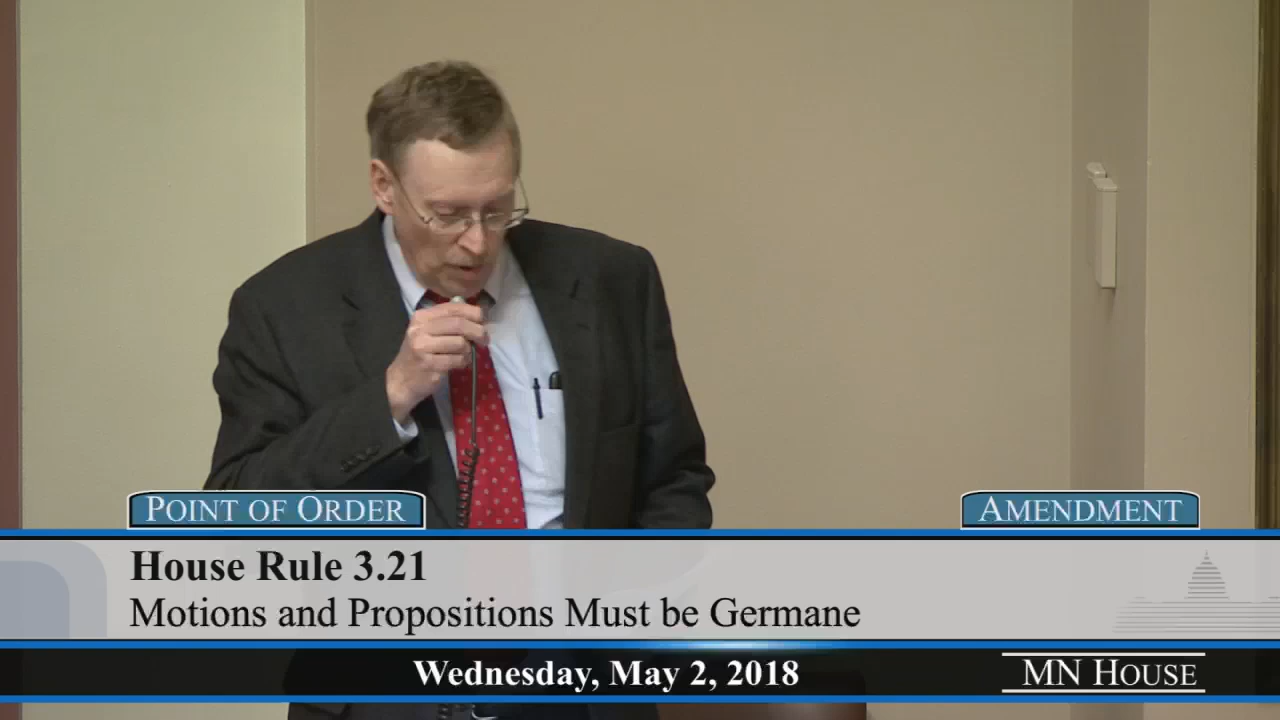 POINT OF ORDER
AMENDMENT
House Rule 3.21
Motions and Propositions Must be Germane
Wednesday, May 2, 2018
MN HOUSE